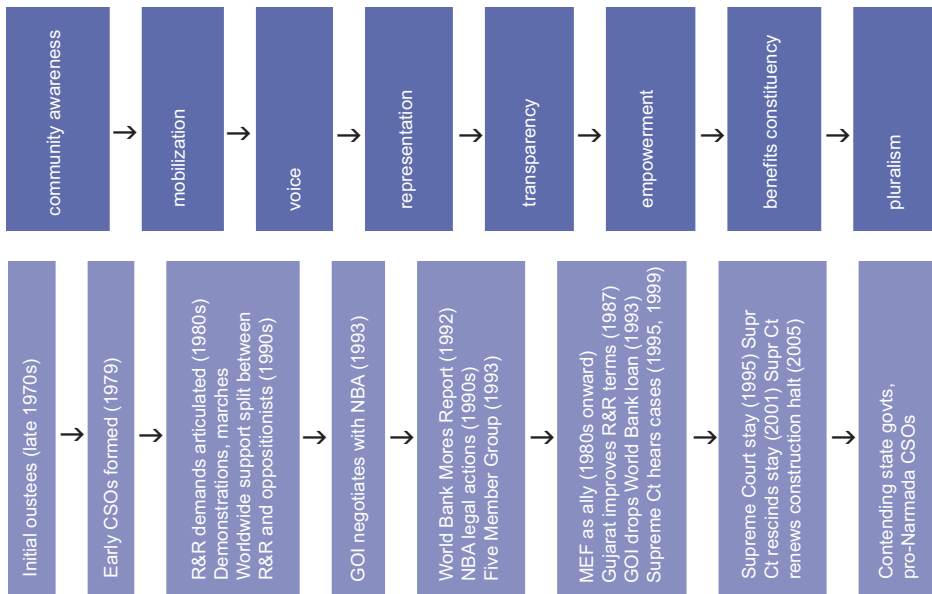 community awareness
mobilization
voice
representation
transparency
empowerment
benefits constituency
pluralism
Initial oustees (late 1970s)
Early CSOs formed (1979)
R&R demands articulated (1980s)
Demonstrations, marches
Worldwide support split between
R&R and oppositionists (1990s)
GOI negotiates with NBA (1993)
World Bank Mores Report (1992)
NBA legal actions (1990s)
Five Member Group (1993)
MEF as ally (1980s onward)
Gujarat improves R&R terms (1987)
GOI drops World Bank loan (1993)
Supreme Ct hears cases (1995, 1999)
Supreme Court stay (1995) Supr
Ct rescinds stay (2001) Supr Ct
renews construction halt (2005)
Contending state govts,
pro-Narmada CSOs